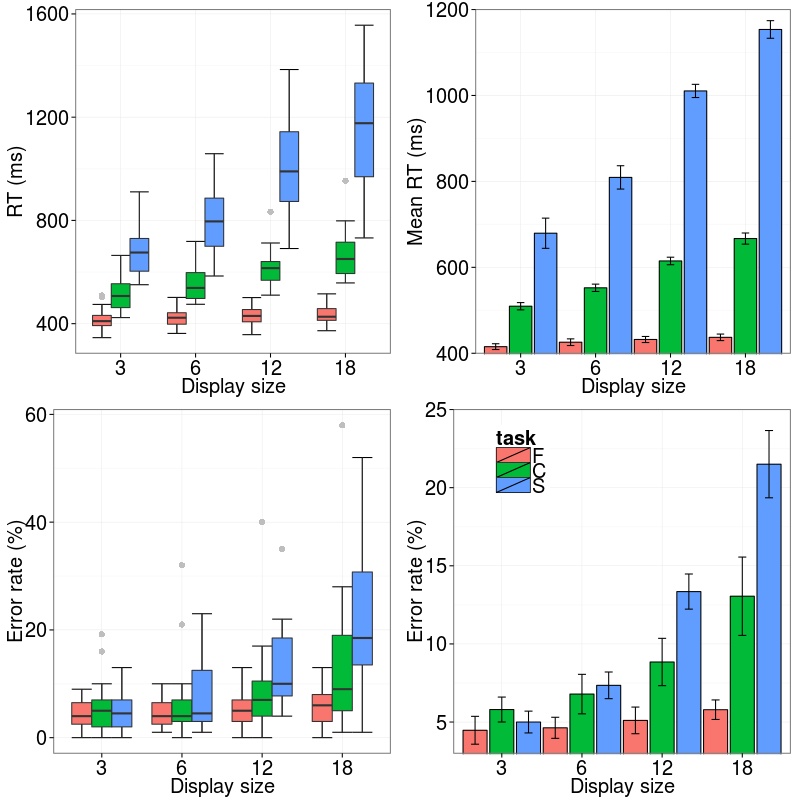 RT (ms)
1600
1200
800
400
3 6 12 18
Display size
Mean RT (ms)
1200
1000
800
600
400
3 6 12 18
Display size
Error rate (%)
60
40
20
0
3 6 12 18
Display size
Error rate (%)
25
20
15
10
5
task
F
C
S
3 6 12 18
Display size